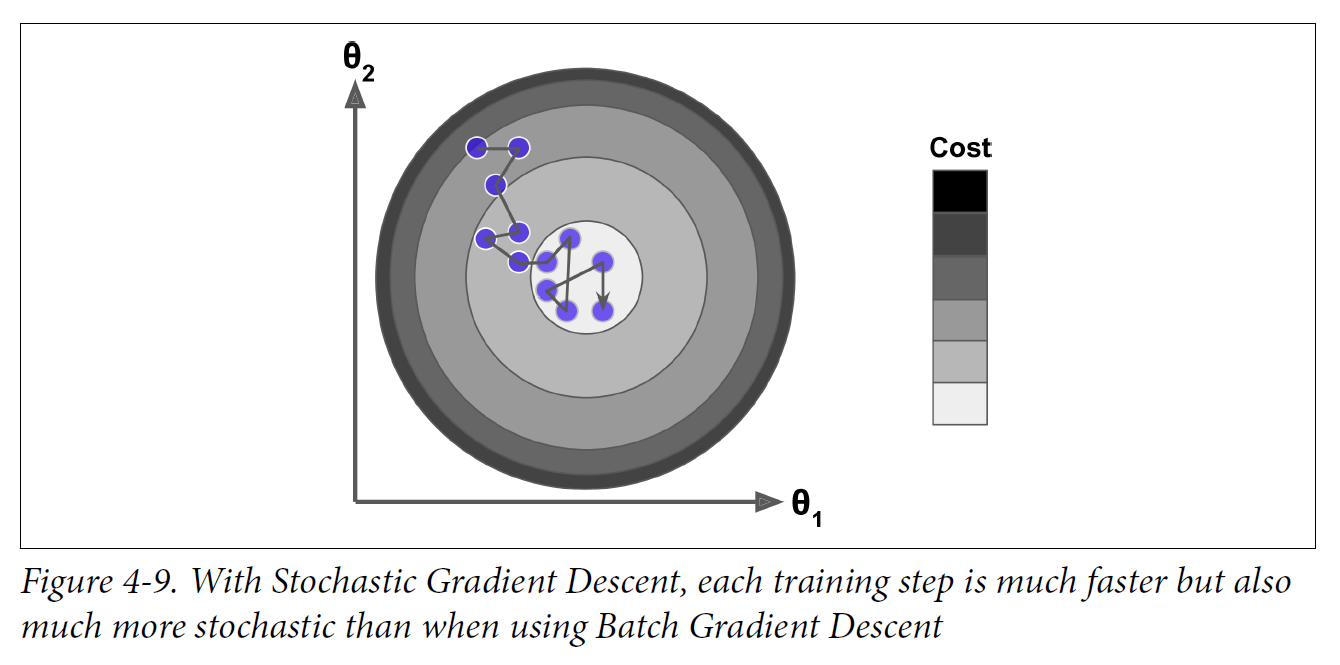 θ2
Cost
θ1
Figure 4-9. With Stochastic Gradient Descent, each training step is much faster but also
much more stochastic than when using Batch Gradient Descent